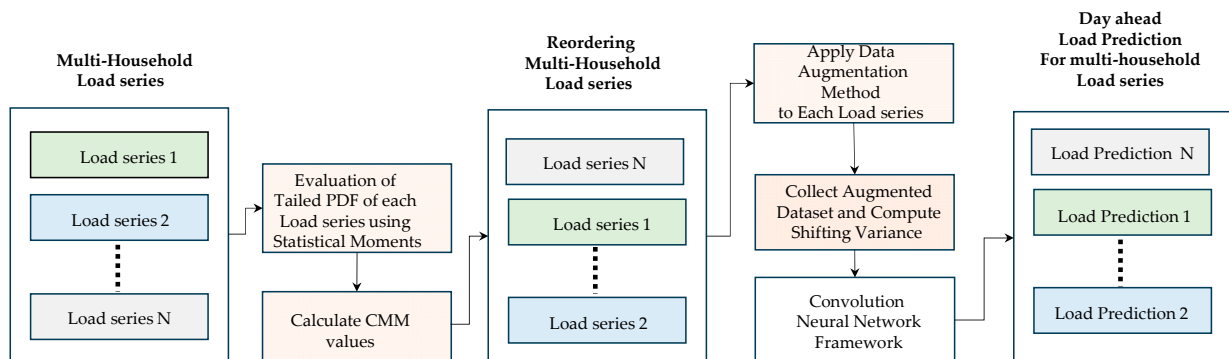 Multi-Household
Load series
Load series 1
Load series 2
Load series N
Evaluation of
Tailed PDF of each
Load series using
Statistical Moments
Calculate CMM
values
Reordering
Multi-Household
Load series
Load series N
Load series 1
Load series 2
Apply Data
Augmentation
Method
to Each Load series
Collect Augmented
Dataset and Compute
Shifting Variance
Convolution
Neural Network
Framework
Day ahead
Load Prediction
For multi-household
Load series
Load Prediction N
Load Prediction 1
Load Prediction 2